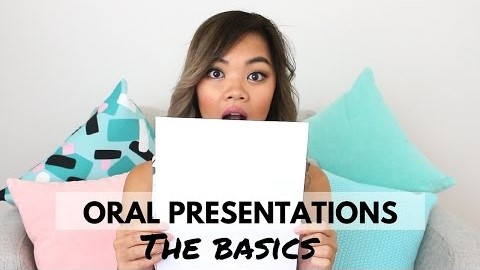 ORAL PRESENTATIONS
THE BASICS